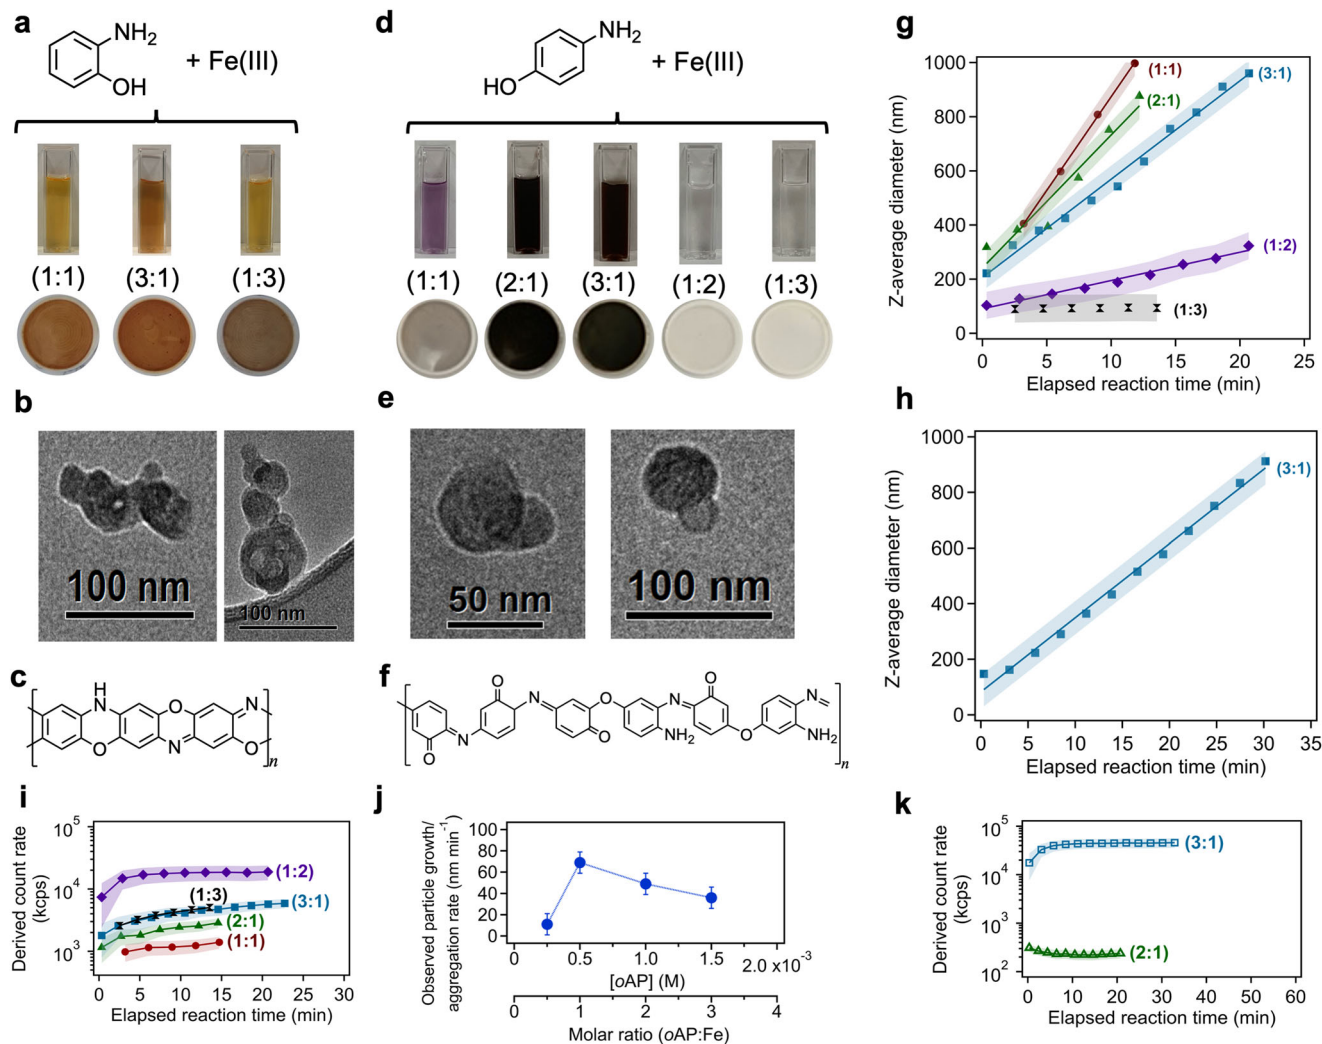 a
NH2
OH
+ Fe(III)
(1:1)
(3:1)
(1:3)
b
100 nm
100 nm
c
H
N
O
N
O
N
O
n
d
NH2
HO
+ Fe(III)
(1:1)
(2:1)
(3:1)
(1:2)
(1:3)
e
50 nm
100 nm
f
O
N
O
N
O
O
N
NH2
O
O
N
NH2
n
g
Z-average diameter (nm)
1000
800
600
400
200
0
(1:1)
(2:1)
(3:1)
(1:2)
(1:3)
0 5 10 15 20 25
Elapsed reaction time (min)
h
Z-average diameter (nm)
1000
800
600
400
200
0
(3:1)
0 5 10 15 20 25 30 35
Elapsed reaction time (min)
i
Derived count rate
(kcps)
10^5
10^4
10^3
(1:2)
(1:3)
(3:1)
(2:1)
(1:1)
0 5 10 15 20 25 30
Elapsed reaction time (min)
j
Observed particle growth/
aggregation rate (nm min^-1)
100
80
60
40
20
0
0 0.5 1.0 1.5 2.0 x10^-3
[oAP] (M)
0 1 2 3 4
Molar ratio (oAP:Fe)
k
Derived count rate
(kcps)
10^5
10^4
10^3
10^2
(3:1)
(2:1)
0 10 20 30 40 50 60
Elapsed reaction time (min)